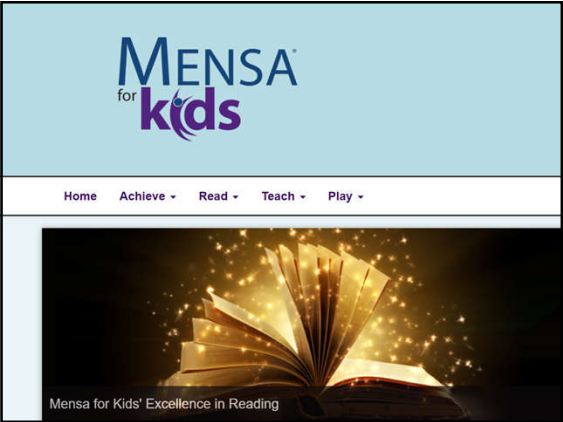 MENSA®
for kids
Home Achieve Read Teach Play
Mensa for Kids' Excellence in Reading